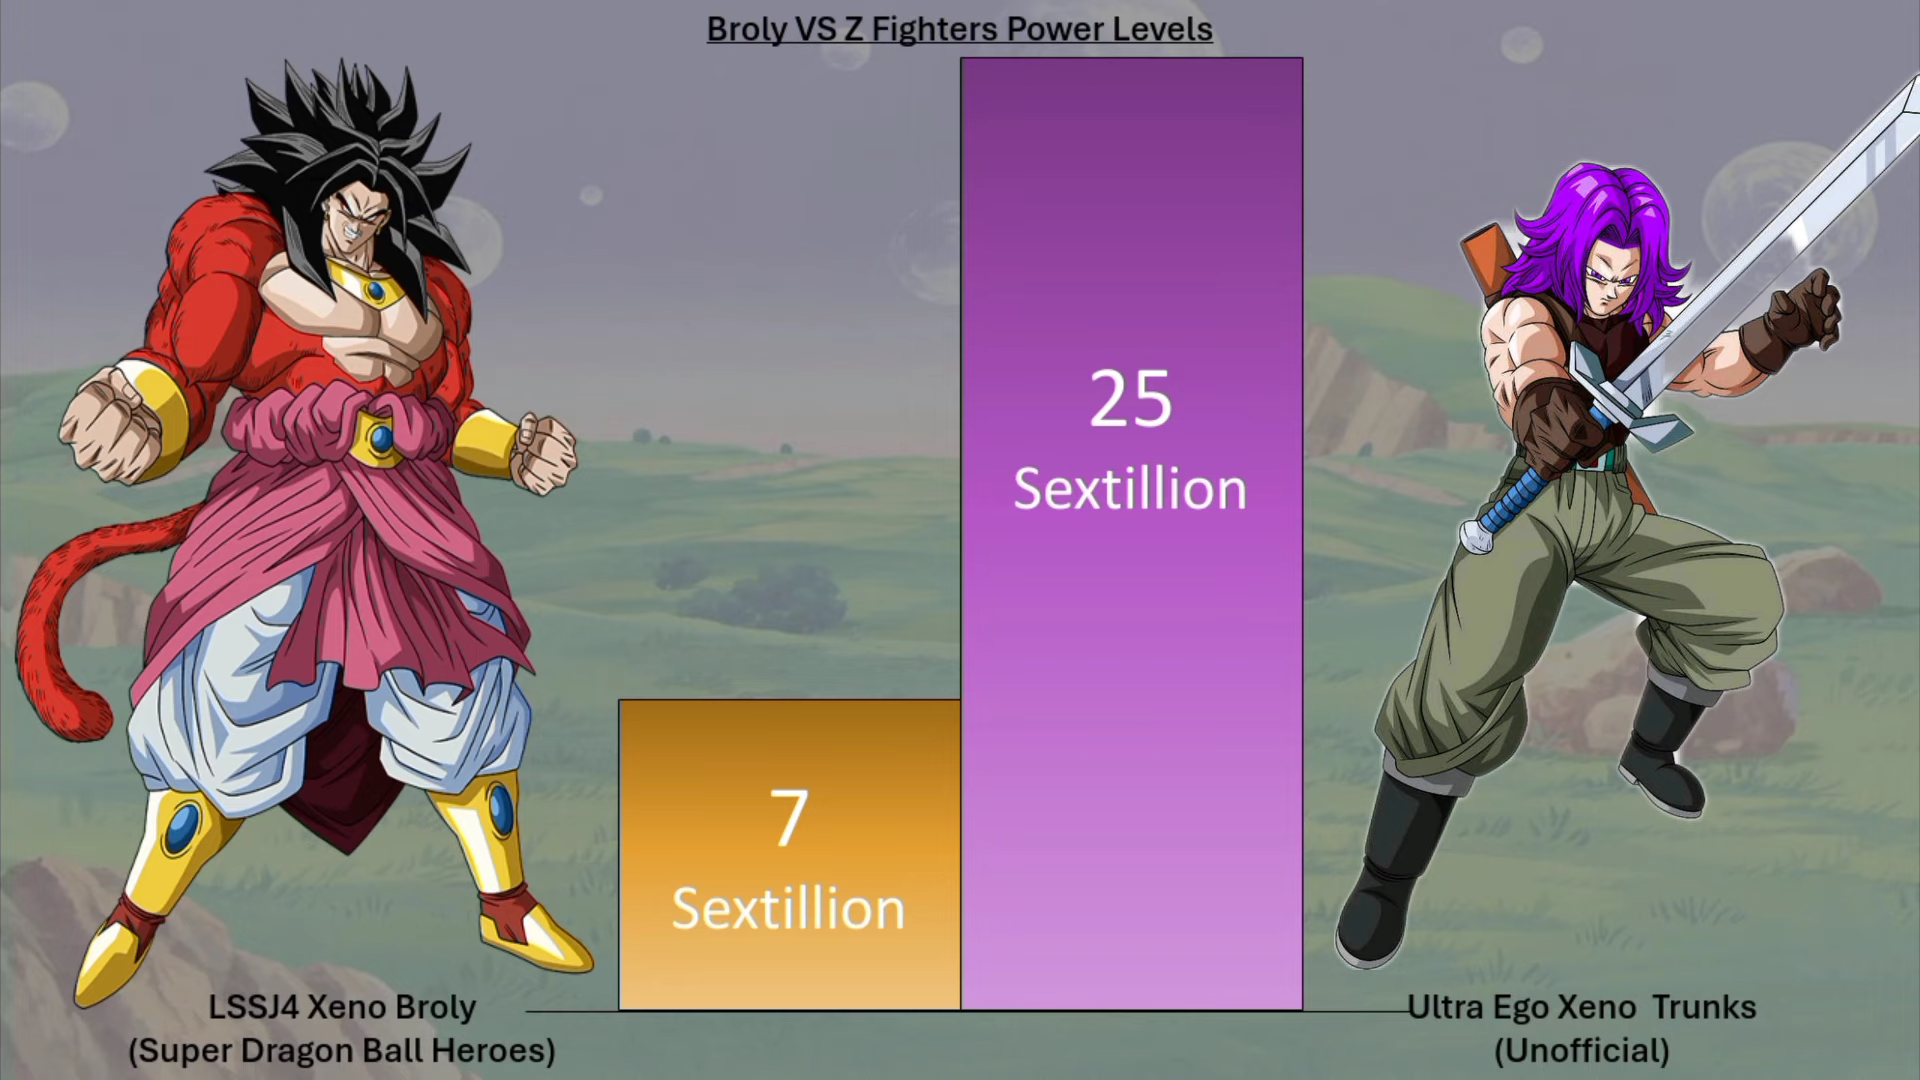 Broly VS Z Fighters Power Levels
25
Sextillion
7
Sextillion
LSSJ4 Xeno Broly
(Super Dragon Ball Heroes)
Ultra Ego Xeno  Trunks
(Unofficial)